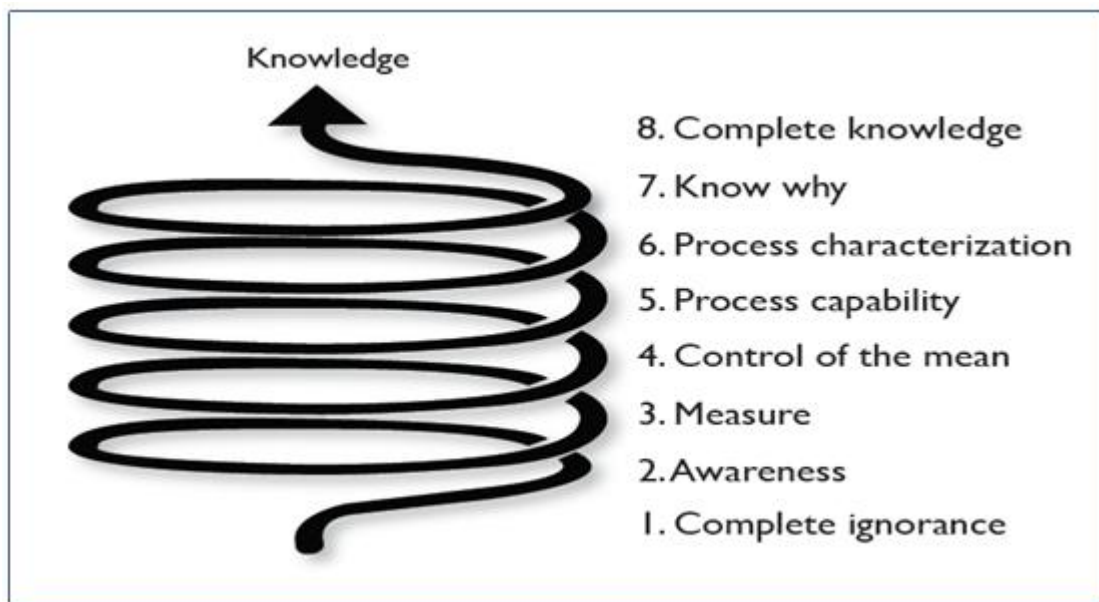 Knowledge
8. Complete knowledge
7. Know why
6. Process characterization
5. Process capability
4. Control of the mean
3. Measure
2. Awareness
1. Complete ignorance